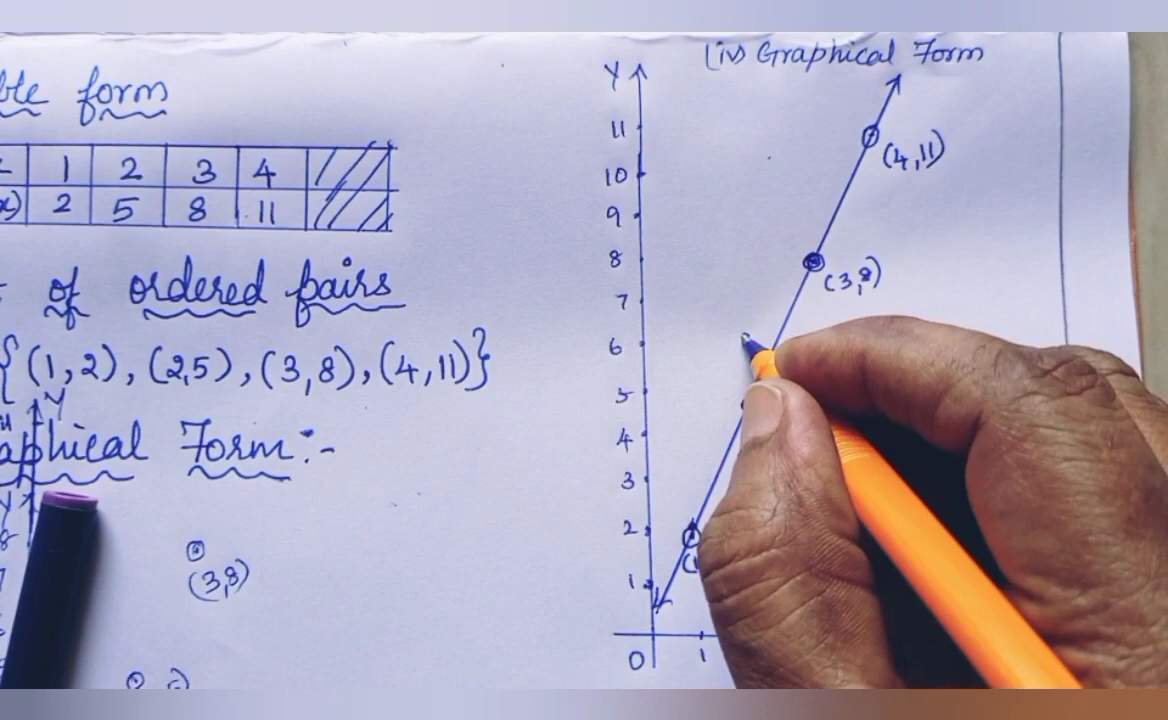 ble form
1 2 3 4
x) 2 5 8 11
of ordered pairs
{(1,2), (2,5), (3,8), (4,11)}
Y
aphical Form:-
Y
8
(3,8)
(iv) Graphical Form
Y
11
(4,11)
10
9
8
(3,8)
7
6
5
4
3
2
(1
1
0 1